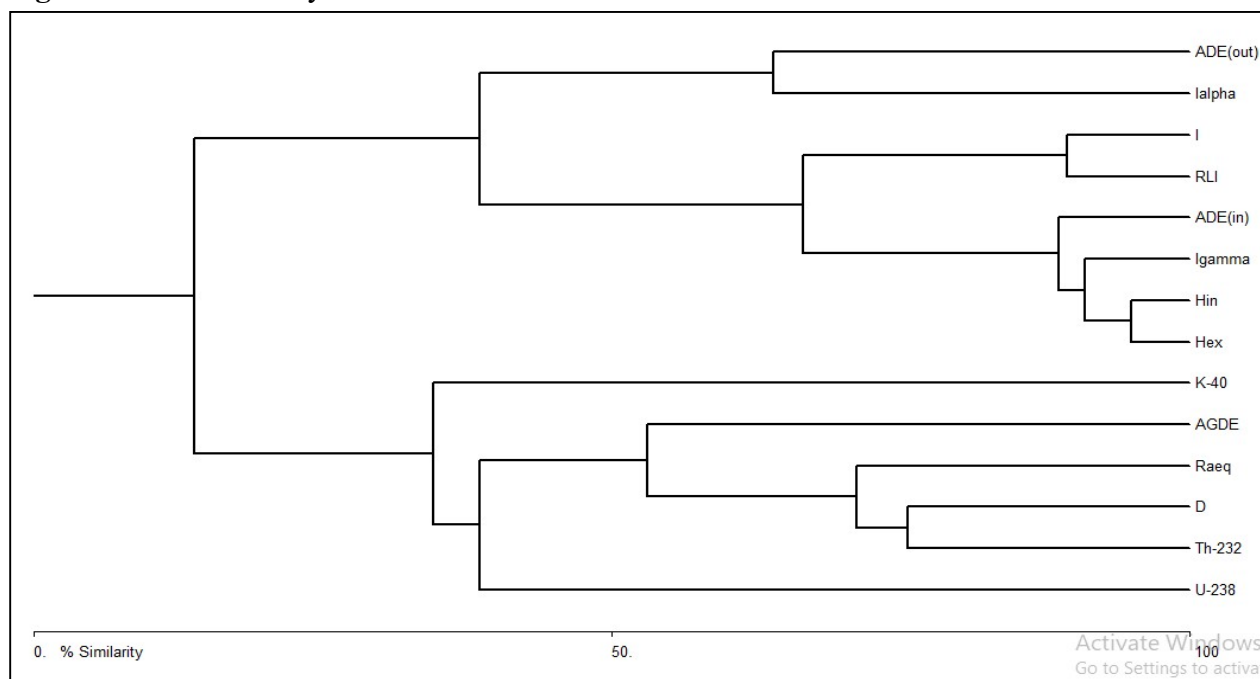 ADE(out)
Ialpha
I
RLI
ADE(in)
Igamma
Hin
Hex
K-40
AGDE
Raeq
D
Th-232
U-238
0. % Similarity 50. 100
Activate Windows
Go to Settings to activa